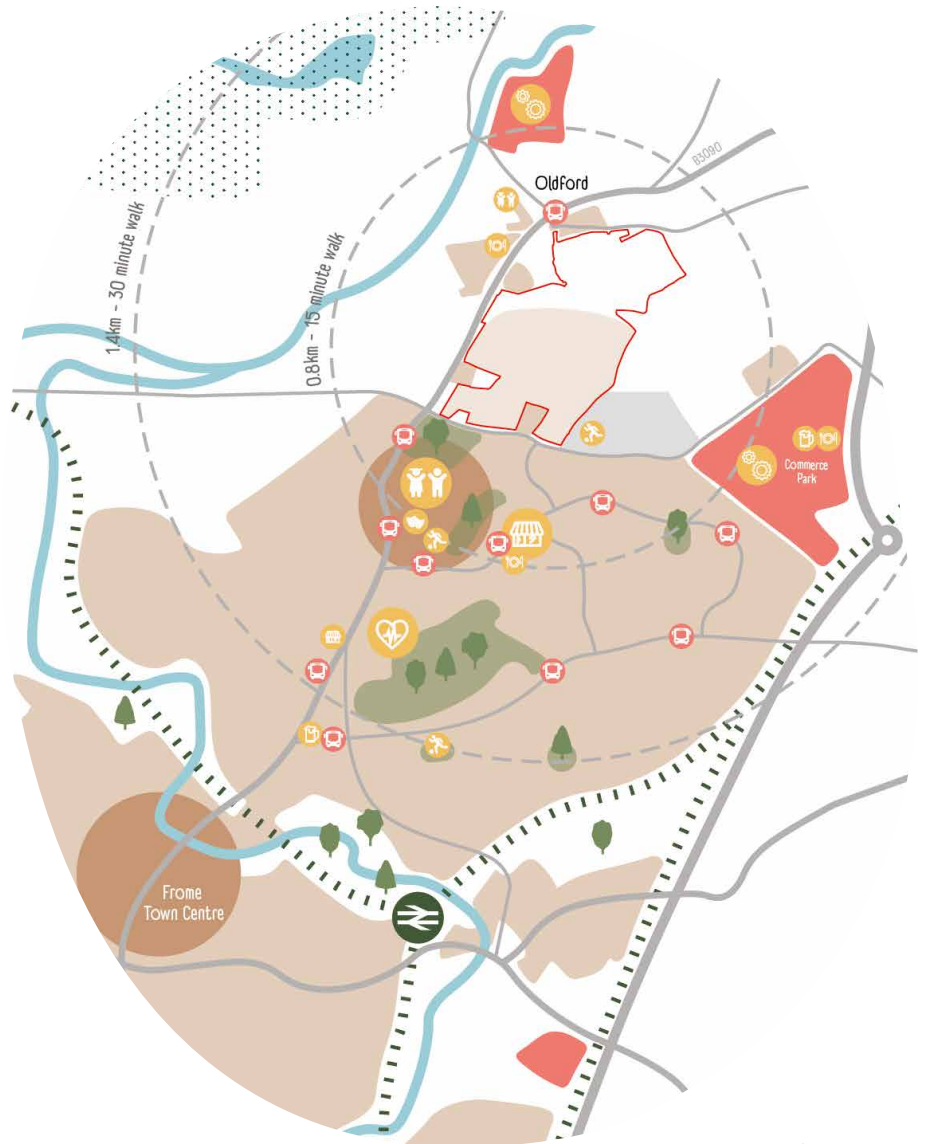 B3090
Oldford
1.4km - 30 minute walk
0.8km - 15 minute walk
Commerce
Park
Frome
Town Centre